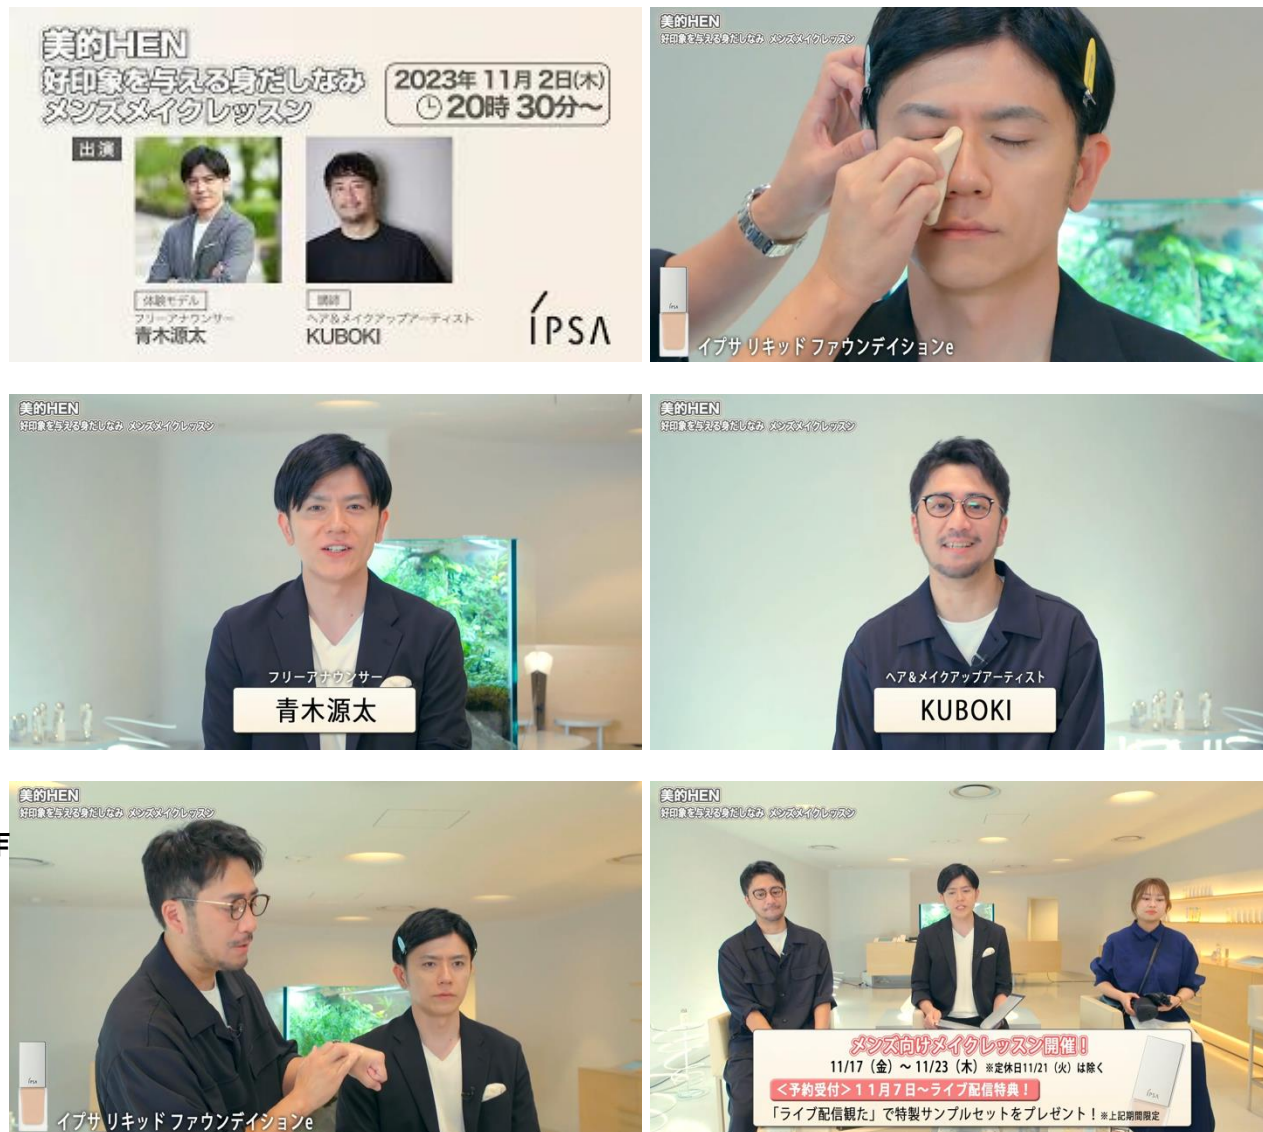 美的HEN
好印象を与える身だしなみ
メンズメイクレッスン
2023年11月2日(木)
20時30分～
出演
体験モデル
フリーアナウンサー
青木源太
講師
ヘア&メイクアップアーティスト
KUBOKI
IPSA
美的HEN
好印象を与える身だしなみ メンズメイクレッスン
イプサ リキッド ファウンデイションe
美的HEN
好印象を与える身だしなみ メンズメイクレッスン
フリーアナウンサー
青木源太
美的HEN
好印象を与える身だしなみ メンズメイクレッスン
ヘア&メイクアップアーティスト
KUBOKI
美的HEN
好印象を与える身だしなみ メンズメイクレッスン
イプサ リキッド ファウンデイションe
美的HEN
好印象を与える身だしなみ メンズメイクレッスン
メンズ向けメイクレッスン開催！
11/17（金）～11/23（木）※定休日11/21（火）は除く
＜予約受付＞11月7日～ライブ配信特典！
「ライブ配信観た」で特製サンプルセットをプレゼント！※上記期間限定
IPSA